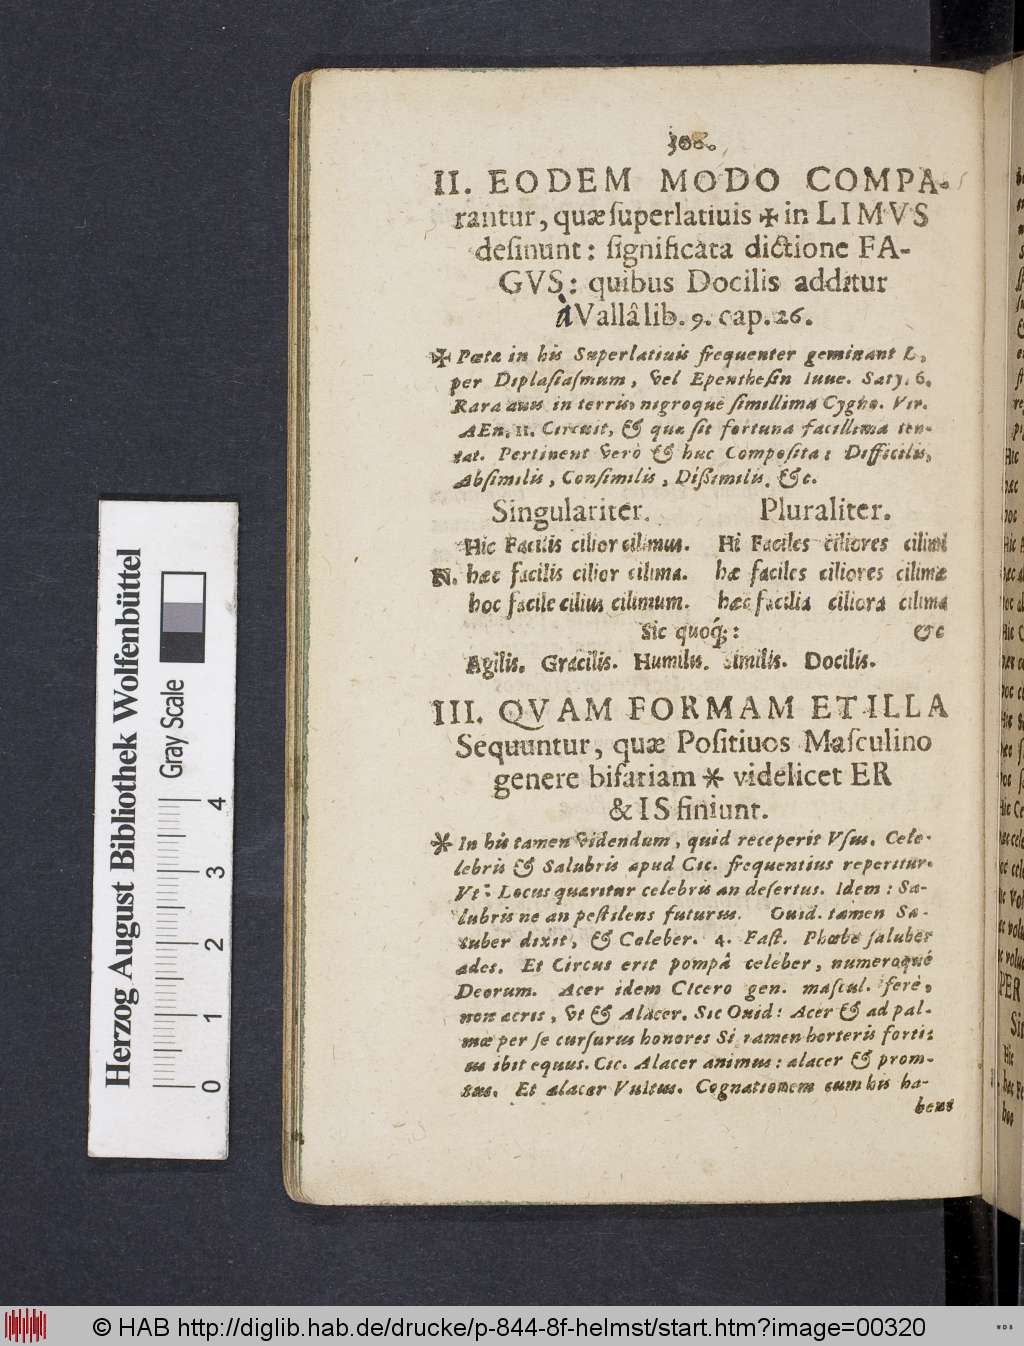 308.
II. EODEM MODO COMPA-
rantur, quæ ſuperlatiuis ✠ in LIMVS
deſinunt: ſignificata dictione FA-
GVS: quibus Docilis additur
à Vallâ lib. 9. cap. 26.
✠ Poëta in his Superlatiuis frequenter geminant L,
per Diplaſiaſmum, vel Epentheſin Iuue. Saty. 6.
Rara auis in terris, nigroque ſimillima Cygno. Vir.
AEn. 11. Circuit, & quæ ſit fortuna facillima ten-
tat. Pertinent verò & huc Compoſita: Difficilis,
Abſimilis, Conſimilis, Diſsimilis, &c.
Singulariter. Pluraliter.
Hic Facilis cilior cilimus. Hi Faciles ciliores cilimi
N. hæc facilis cilior cilima. hæ faciles ciliores cilimæ
hoc facile cilius cilimum. hæc facilia ciliora cilima
Sic quoq;: &c
Agilis. Gracilis. Humilis. Similis. Docilis.
III. QVAM FORMAM ET ILLA
Sequuntur, quæ Poſitiuos Maſculino
genere bifariam * videlicet ER
& IS finiunt.
* In his tamen videndum, quid receperit Vſus. Cele-
lebris & Salubris apud Cic. frequentius reperitur.
Vt: Locus quæritur celebris an deſertus. Idem: Sa-
lubris ne an peſtilens futurus. Ouid. tamen Sa-
luber dixit, & Celeber. 4. Faſt. Phœbe ſaluber
ades. Et Circus erit pompâ celeber, numeroqué
Deorum. Acer idem Cicero gen. maſcul. ferè,
non acris, vt & Alacer. Sic Ouid: Acer & ad pal-
mæ per ſe curſurus honores Si tamen horteris forti-
us ibit equus. Cic. Alacer animus: alacer & prom-
tus. Et alacer Vultus. Cognationem cum his ha-
bent
Herzog August Bibliothek Wolfenbüttel
Gray Scale
0 1 2 3 4
© HAB http://diglib.hab.de/drucke/p-844-8f-helmst/start.htm?image=00320